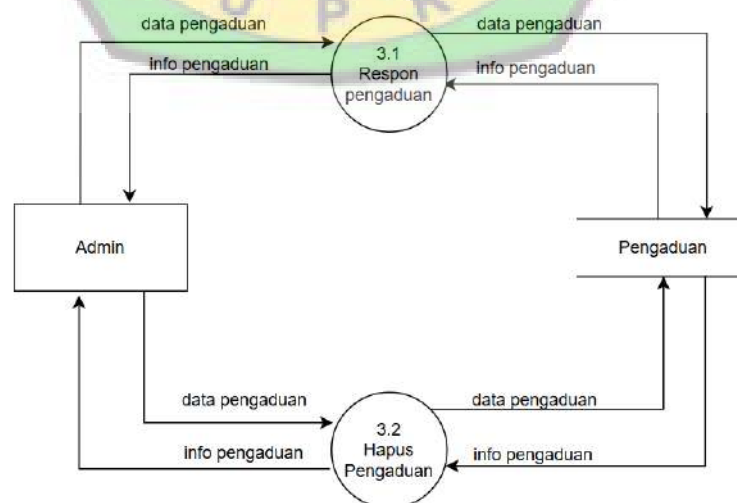 U P R
data pengaduan
data pengaduan
3.1
Respon
pengaduan
info pengaduan
info pengaduan
Admin
Pengaduan
data pengaduan
data pengaduan
3.2
Hapus
Pengaduan
info pengaduan
info pengaduan